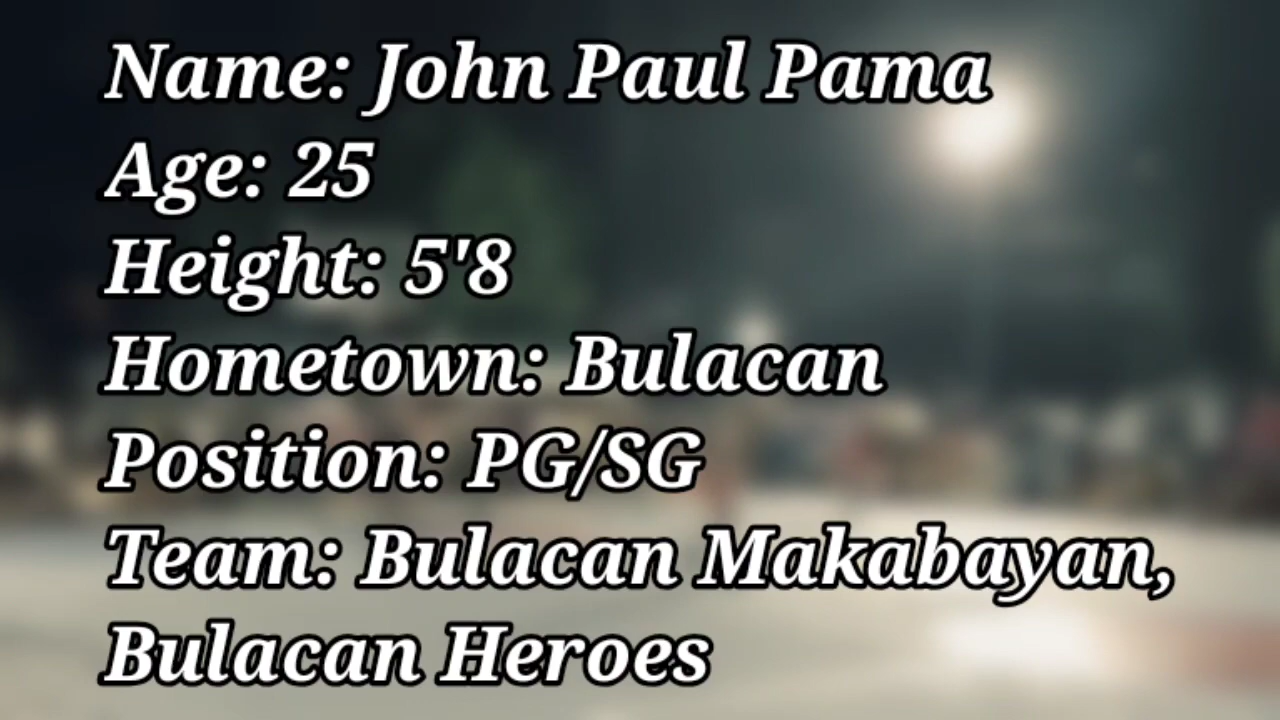 Name: John Paul Pama
Age: 25
Height: 5'8
Hometown: Bulacan
Position: PG/SG
Team: Bulacan Makabayan,
Bulacan Heroes